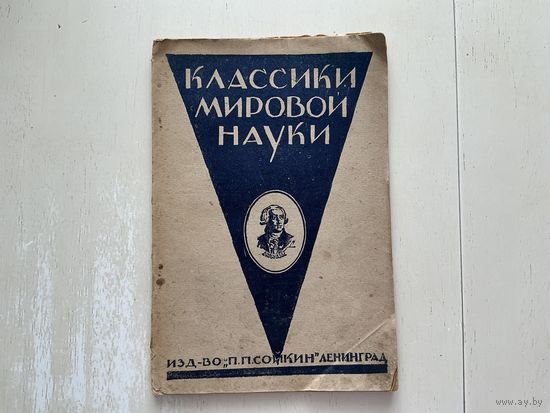 КЛАССИКИ
МИРОВОЙ
НАУКИ
ИЗД-ВО „П.П.СОЙКИН" ЛЕНИНГРАД
www.ay.by